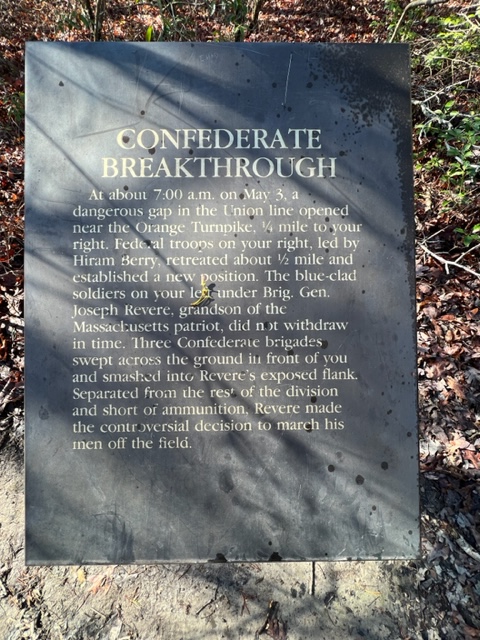 CONFEDERATE
BREAKTHROUGH
At about 7:00 a.m. on May 3, a
dangerous gap in the Union line opened
near the Orange Turnpike, ¼ mile to your
right. Federal troops on your right, led by
Hiram Berry, retreated about ½ mile and
established a new position. The blue-clad
soldiers on your left under Brig. Gen.
Joseph Revere, grandson of the
Massachusetts patriot, did not withdraw
in time. Three Confederate brigades
swept across the ground in front of you
and smashed into Revere's exposed flank.
Separated from the rest of the division
and short of ammunition, Revere made
the controversial decision to march his
men off the field.